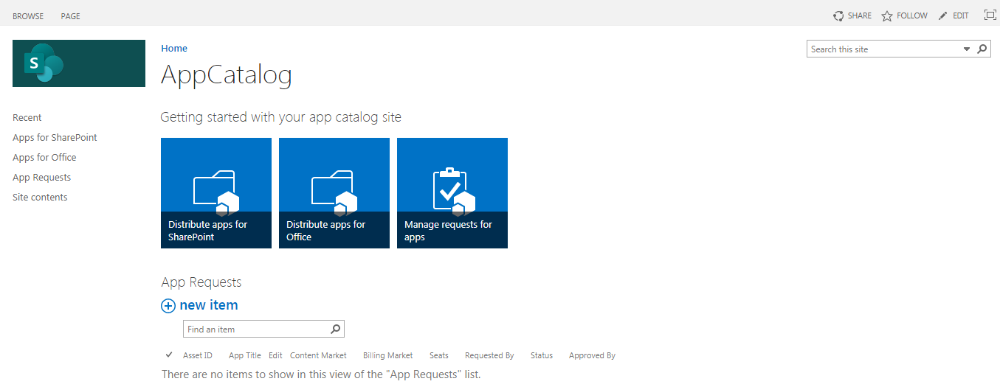 BROWSE PAGE SHARE FOLLOW EDIT
S
Home
Search this site
AppCatalog
Recent
Apps for SharePoint
Apps for Office
App Requests
Site contents
Getting started with your app catalog site
Distribute apps for
SharePoint
Distribute apps for
Office
Manage requests for
apps
App Requests
new item
Find an item
Asset ID App Title Edit Content Market Billing Market Seats Requested By Status Approved By
There are no items to show in this view of the "App Requests" list.